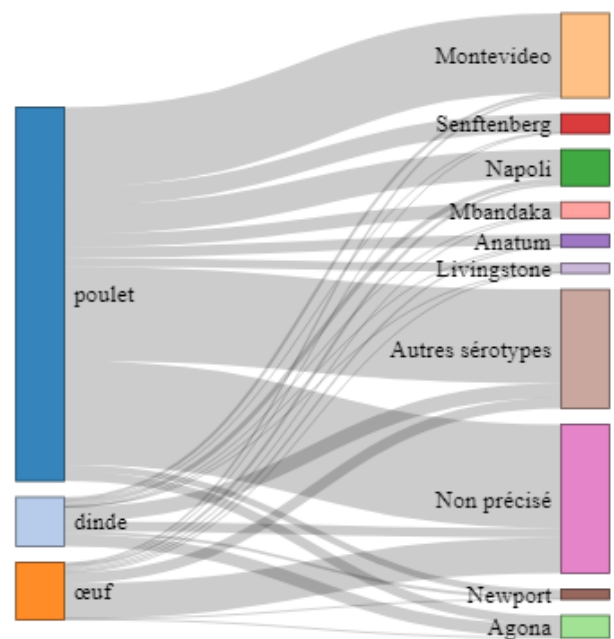 Montevideo
Senftenberg
Napoli
Mbandaka
Anatum
Livingstone
poulet
Autres sérotypes
Non précisé
dinde
œuf
Newport
Agona